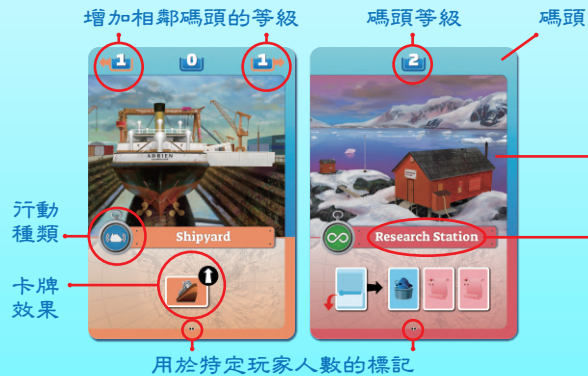 增加相鄰碼頭的等級
碼頭等級
碼頭
1 0 1
2
ADRIEN
行動
種類
Shipyard
Research Station
卡牌
效果
用於特定玩家人數的標記